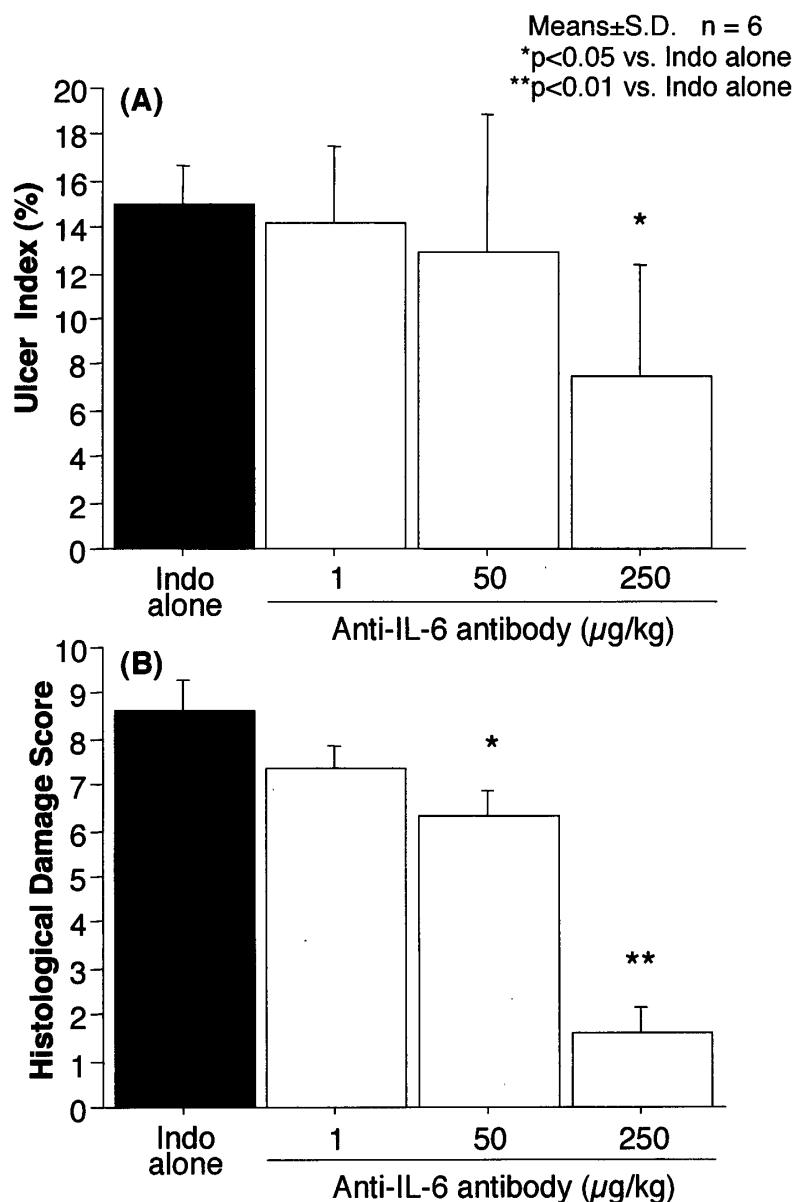 Means±S.D. n = 6
*p<0.05 vs. Indo alone
**p<0.01 vs. Indo alone
(A)
Ulcer Index (%)
20
18
16
14
12
10
8
6
4
2
0
*
Indo alone
1
50
250
Anti-IL-6 antibody (µg/kg)
(B)
Histological Damage Score
10
9
8
7
6
5
4
3
2
1
0
*
**
Indo alone
1
50
250
Anti-IL-6 antibody (µg/kg)